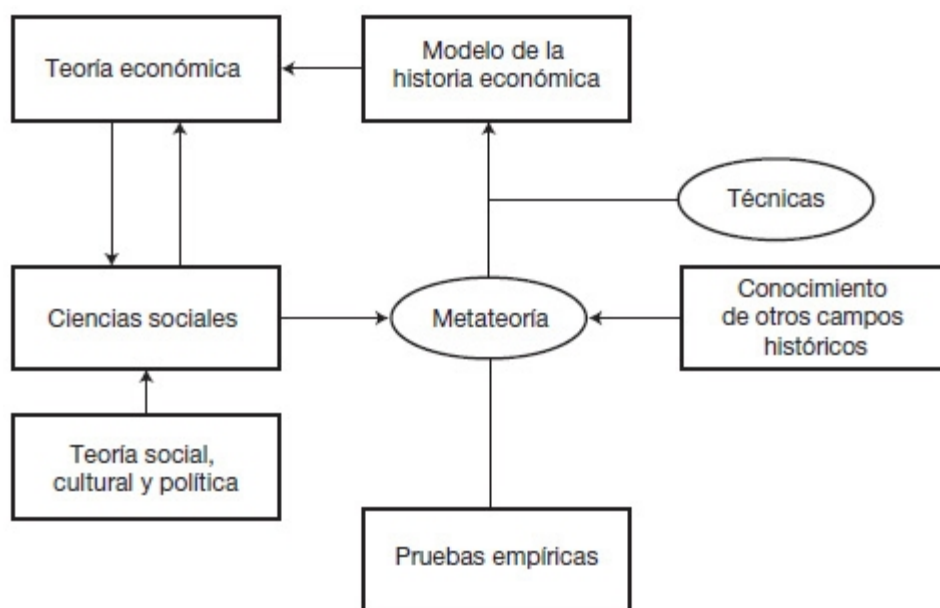 Teoría económica
Modelo de la
historia económica
Técnicas
Ciencias sociales
Metateoría
Conocimiento
de otros campos
históricos
Teoría social,
cultural y política
Pruebas empíricas